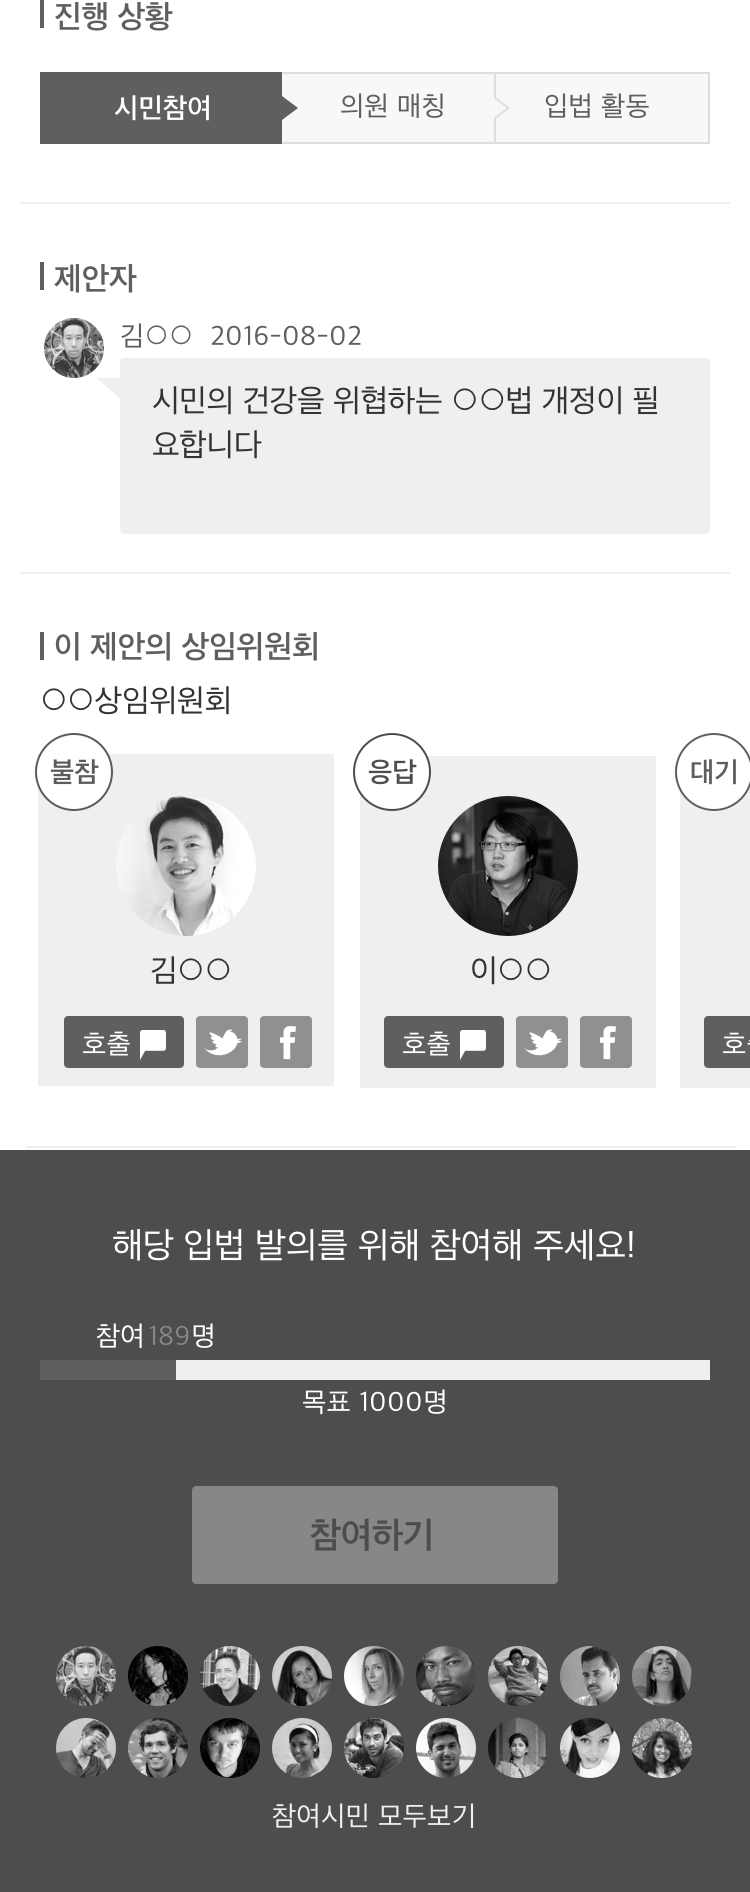 진행 상황
시민참여
의원 매칭
입법 활동
제안자
김○○ 2016-08-02
시민의 건강을 위협하는 ○○법 개정이 필
요합니다
이 제안의 상임위원회
○○상임위원회
불참
응답
대기
김○○
이○○
호출
호출
해당 입법 발의를 위해 참여해 주세요!
참여 189명
목표 1000명
참여하기
참여시민 모두보기